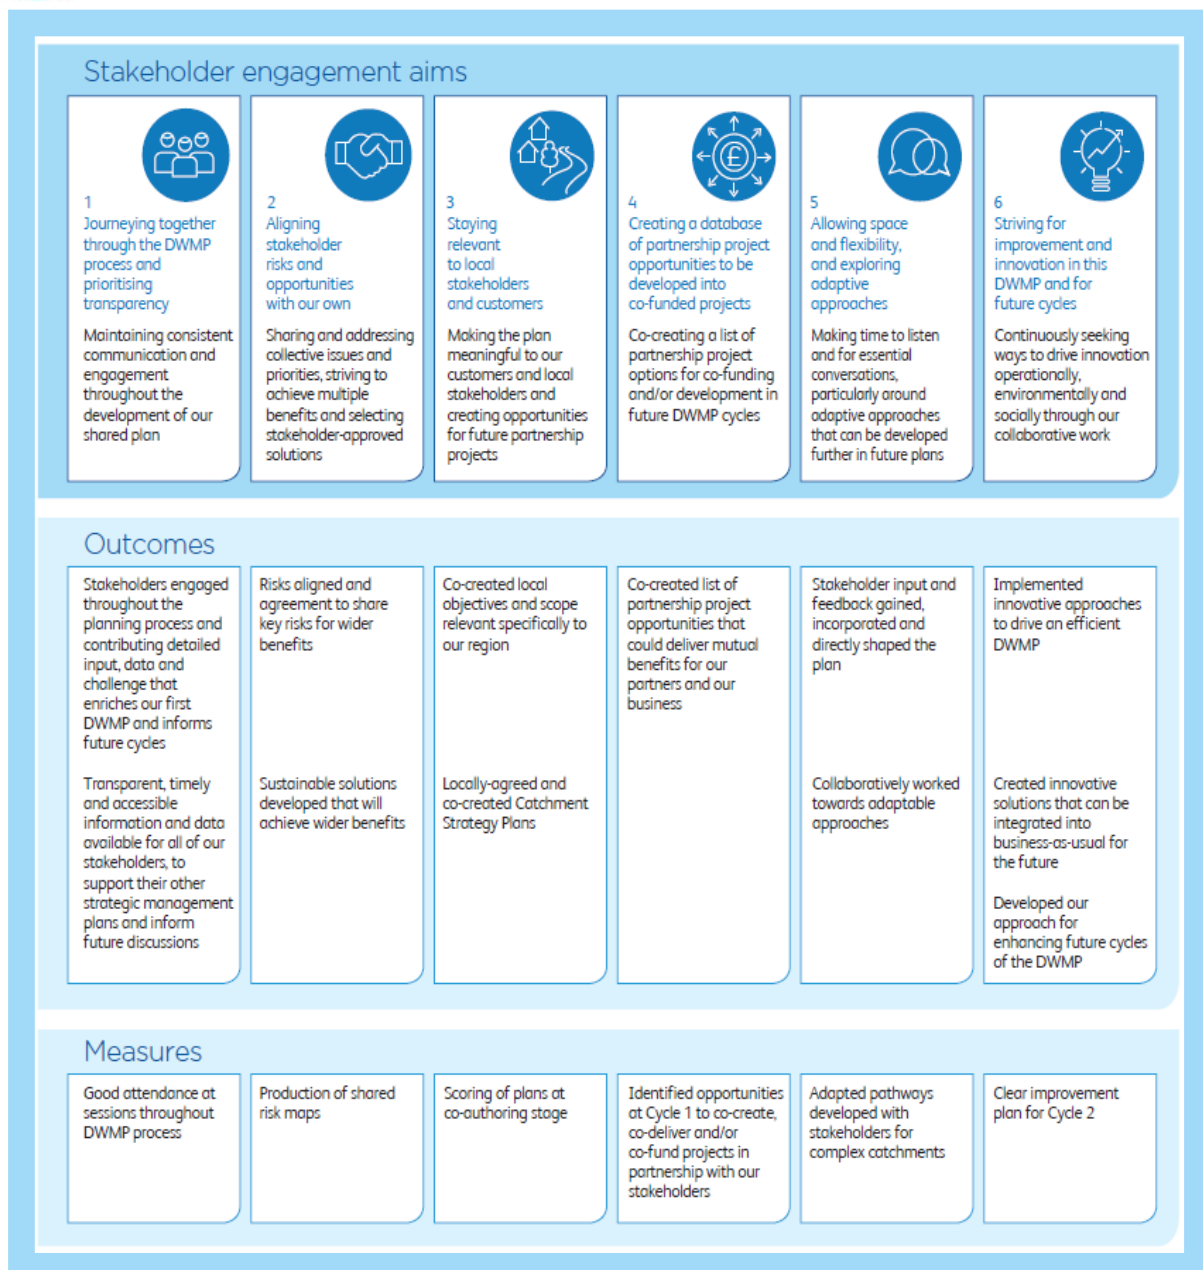 Stakeholder engagement aims
1
Journeying together
through the DWMP
process and
prioritising
transparency
Maintaining consistent
communication and
engagement
throughout the
development of our
shared plan
2
Aligning
stakeholder
risks and
opportunities
with our own
Sharing and addressing
collective issues and
priorities, striving to
achieve multiple
benefits and selecting
stakeholder-approved
solutions
3
Staying
relevant
to local
stakeholders
and customers
Making the plan
meaningful to our
customers and local
stakeholders and
creating opportunities
for future partnership
projects
£
4
Creating a database
of partnership project
opportunities to be
developed into
co-funded projects
Co-creating a list of
partnership project
options for co-funding
and/or development in
future DWMP cycles
5
Allowing space
and flexibility,
and exploring
adaptive
approaches
Making time to listen
and for essential
conversations,
particularly around
adaptive approaches
that can be developed
further in future plans
6
Striving for
improvement and
innovation in this
DWMP and for
future cycles
Continuously seeking
ways to drive innovation
operationally,
environmentally and
socially through our
collaborative work
Outcomes
Stakeholders engaged
throughout the
planning process and
contributing detailed
input, data and
challenge that
enriches our first
DWMP and informs
future cycles
Transparent, timely
and accessible
information and data
available for all of our
stakeholders, to
support their other
strategic management
plans and inform
future discussions
Risks aligned and
agreement to share
key risks for wider
benefits
Sustainable solutions
developed that will
achieve wider benefits
Co-created local
objectives and scope
relevant specifically to
our region
Locally-agreed and
co-created Catchment
Strategy Plans
Co-created list of
partnership project
opportunities that
could deliver mutual
benefits for our
partners and our
business
Stakeholder input and
feedback gained,
incorporated and
directly shaped the
plan
Collaboratively worked
towards adaptable
approaches
Implemented
innovative approaches
to drive an efficient
DWMP
Created innovative
solutions that can be
integrated into
business-as-usual for
the future
Developed our
approach for
enhancing future cycles
of the DWMP
Measures
Good attendance at
sessions throughout
DWMP process
Production of shared
risk maps
Scoring of plans at
co-authoring stage
Identified opportunities
at Cycle 1 to co-create,
co-deliver and/or
co-fund projects in
partnership with our
stakeholders
Adapted pathways
developed with
stakeholders for
complex catchments
Clear improvement
plan for Cycle 2